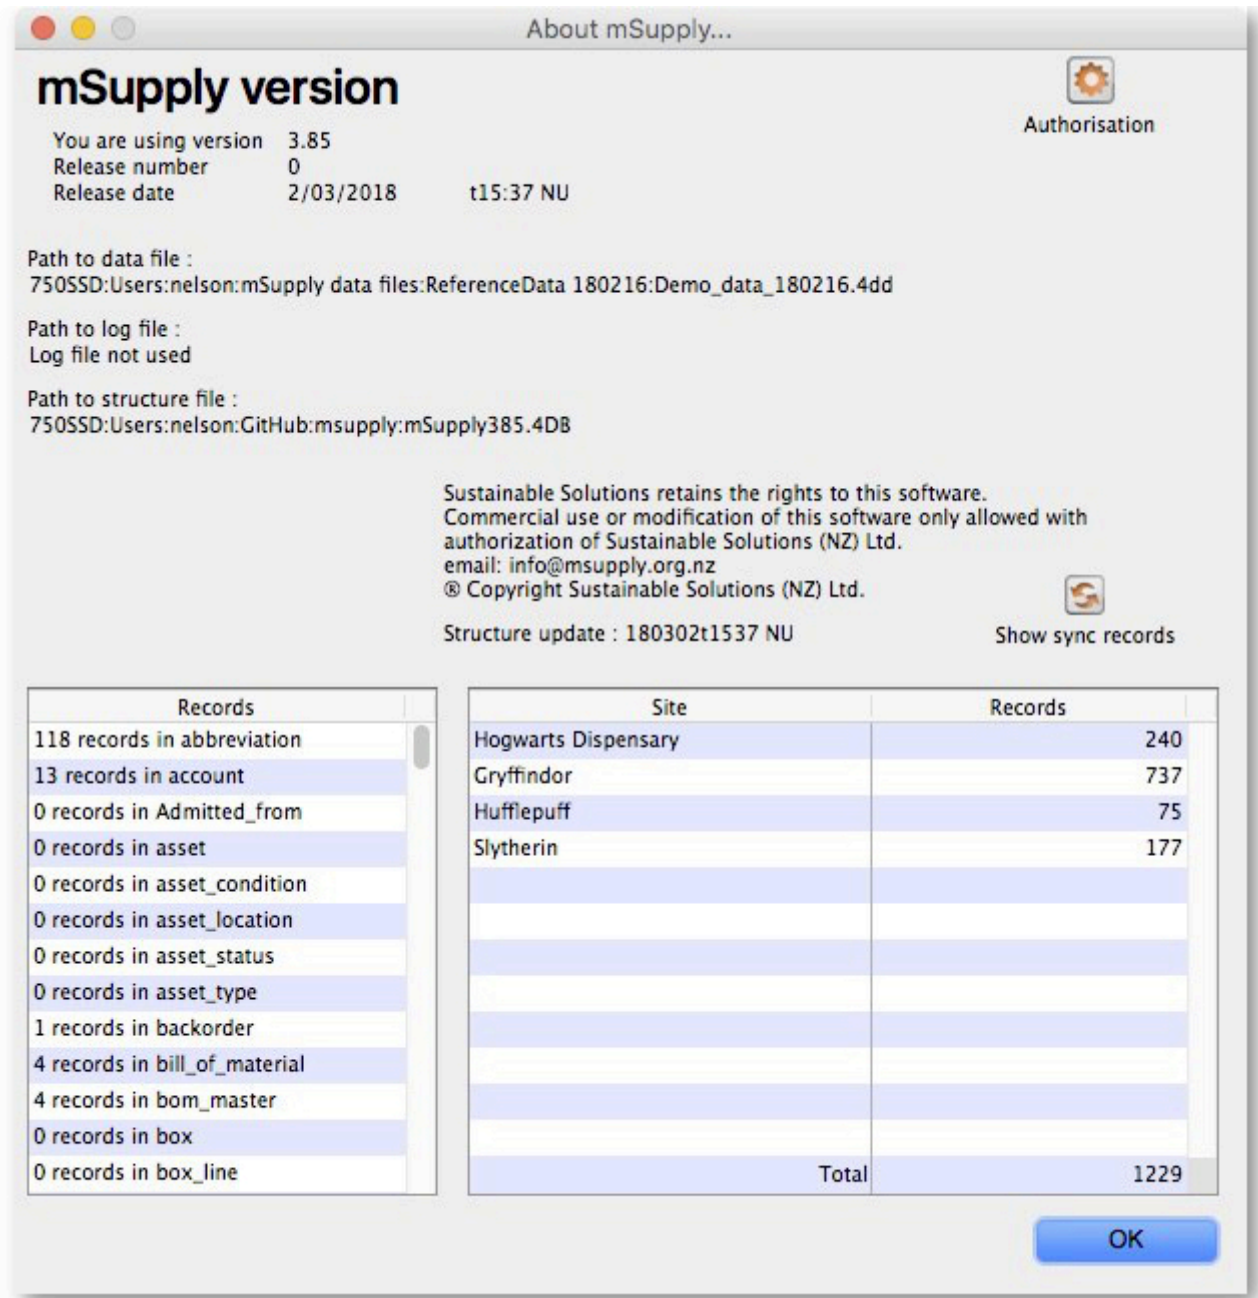 About mSupply...
mSupply version
Authorisation
You are using version 3.85
Release number 0
Release date 2/03/2018 t15:37 NU
Path to data file :
750SSD:Users:nelson:mSupply data files:ReferenceData 180216:Demo_data_180216.4dd
Path to log file :
Log file not used
Path to structure file :
750SSD:Users:nelson:GitHub:msupply:mSupply385.4DB
Sustainable Solutions retains the rights to this software.
Commercial use or modification of this software only allowed with
authorization of Sustainable Solutions (NZ) Ltd.
email: info@msupply.org.nz
® Copyright Sustainable Solutions (NZ) Ltd.
Structure update : 180302t1537 NU
Show sync records
Records
118 records in abbreviation
13 records in account
0 records in Admitted_from
0 records in asset
0 records in asset_condition
0 records in asset_location
0 records in asset_status
0 records in asset_type
1 records in backorder
4 records in bill_of_material
4 records in bom_master
0 records in box
0 records in box_line
Site Records
Hogwarts Dispensary 240
Gryffindor 737
Hufflepuff 75
Slytherin 177
Total 1229
OK